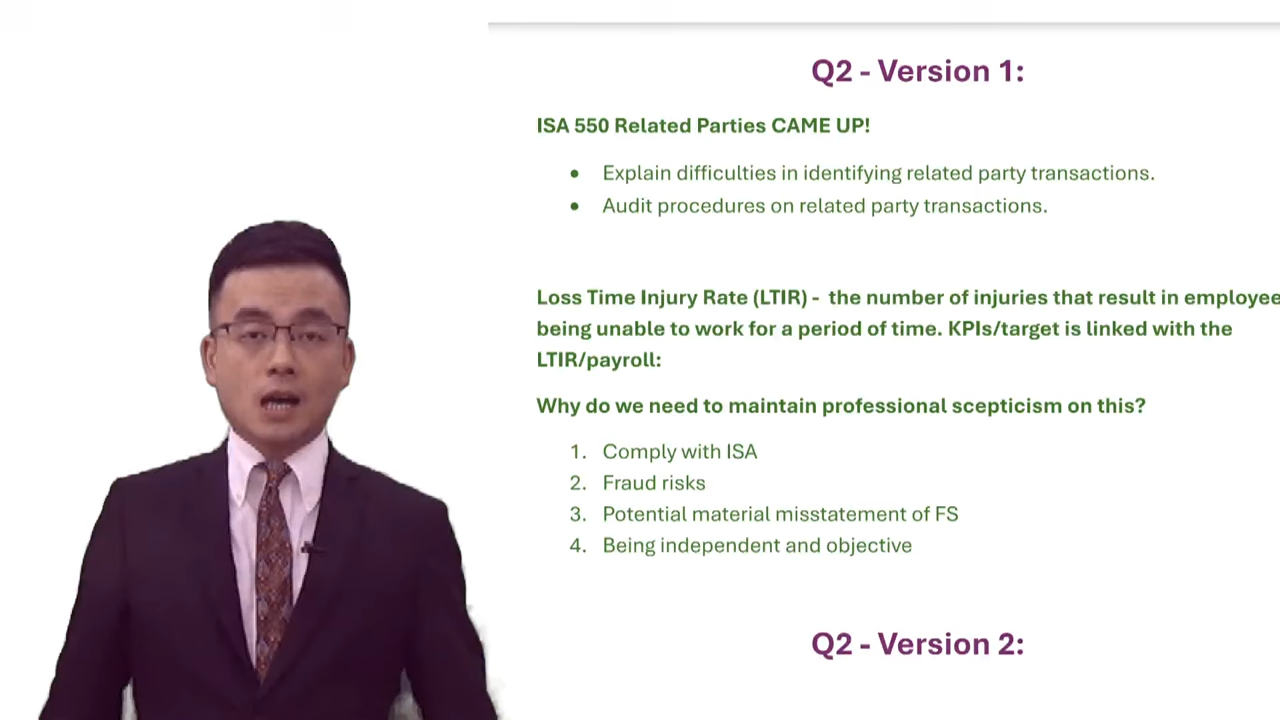 Q2 - Version 1:
ISA 550 Related Parties CAME UP!
• Explain difficulties in identifying related party transactions.
• Audit procedures on related party transactions.
Loss Time Injury Rate (LTIR) - the number of injuries that result in employee
being unable to work for a period of time. KPIs/target is linked with the
LTIR/payroll:
Why do we need to maintain professional scepticism on this?
1. Comply with ISA
2. Fraud risks
3. Potential material misstatement of FS
4. Being independent and objective
Q2 - Version 2: